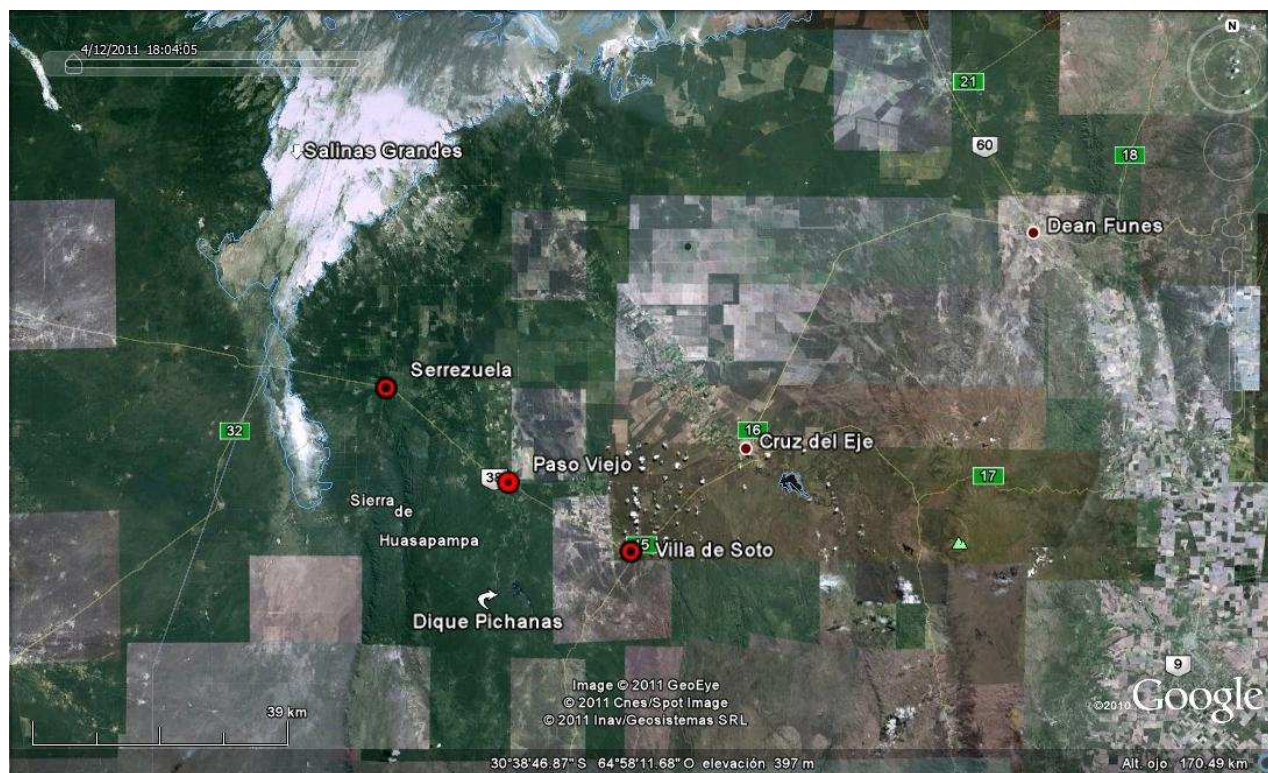 4/12/2011 18:04:05
N
21
60
18
Salinas Grandes
Dean Funes
Serrezuela
32
16
Cruz del Eje
Paso Viejo
38
17
Sierra
de
Huasapampa
15
Villa de Soto
Dique Pichanas
9
Image © 2011 GeoEye
© 2011 Cnes/Spot Image
© 2011 Inav/Geosistemas SRL
©2010 Google
39 km
30°38'46.87" S 64°58'11.68" O elevación 397 m
Alt. ojo 170.49 km